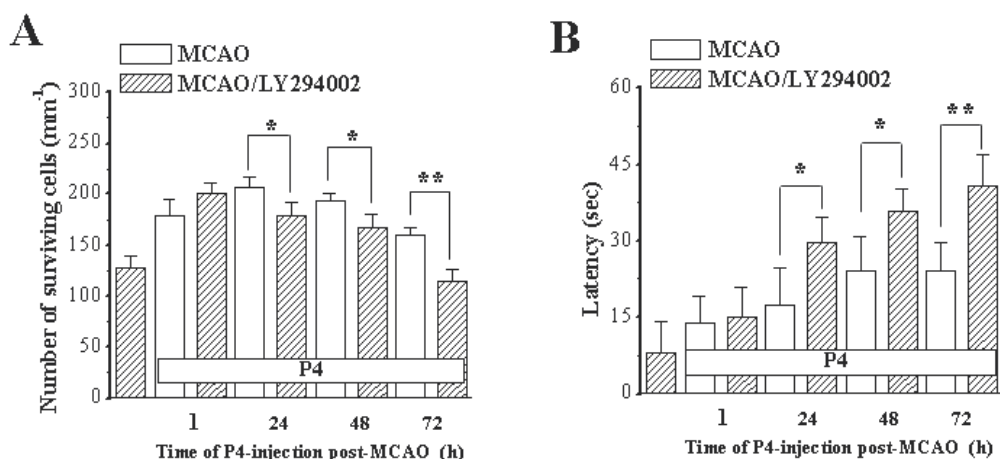 A
MCAO
MCAO/LY294002
Number of surviving cells (mm-1)
300
250
200
150
100
50
0
*
*
**
P4
1 24 48 72
Time of P4-injection post-MCAO (h)
B
MCAO
MCAO/LY294002
Latency (sec)
60
45
30
15
0
*
*
**
P4
1 24 48 72
Time of P4-injection post-MCAO (h)